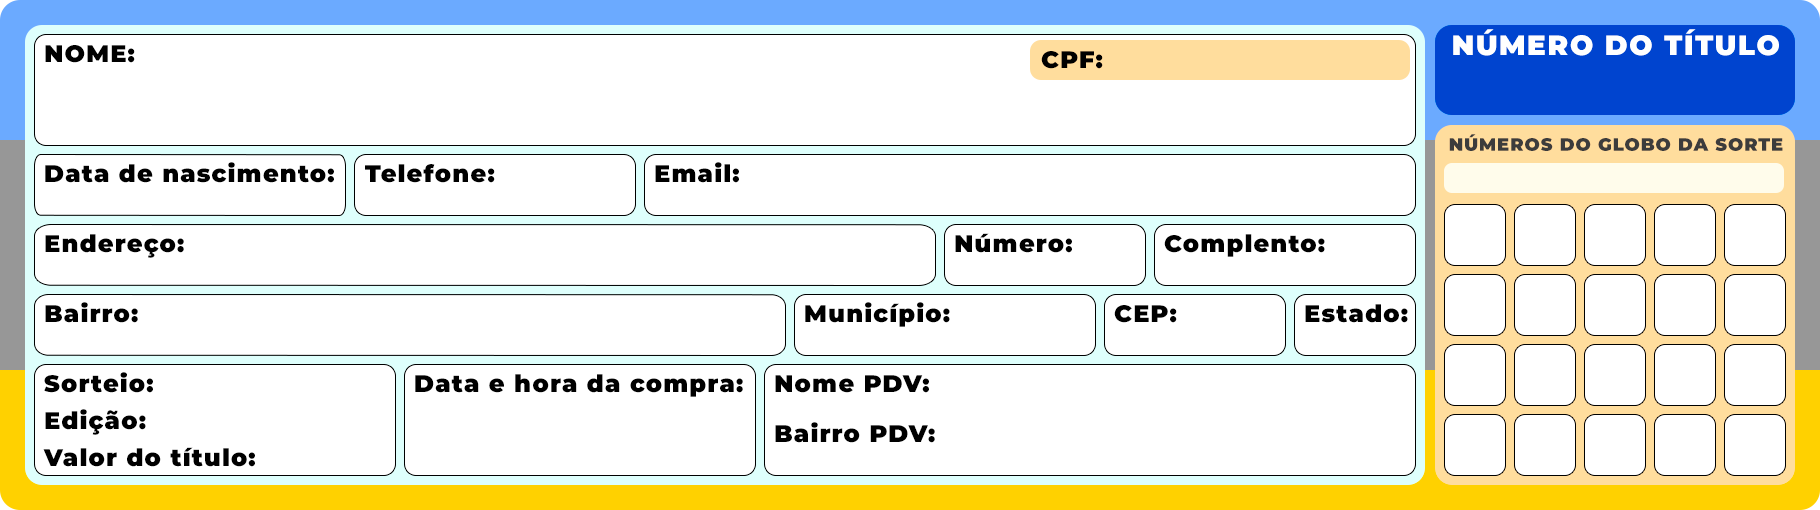 NOME:
CPF:
NÚMERO DO TÍTULO
NÚMEROS DO GLOBO DA SORTE
Data de nascimento:
Telefone:
Email:
Endereço:
Número:
Complento:
Bairro:
Município:
CEP:
Estado:
Sorteio:
Edição:
Valor do título:
Data e hora da compra:
Nome PDV:
Bairro PDV: